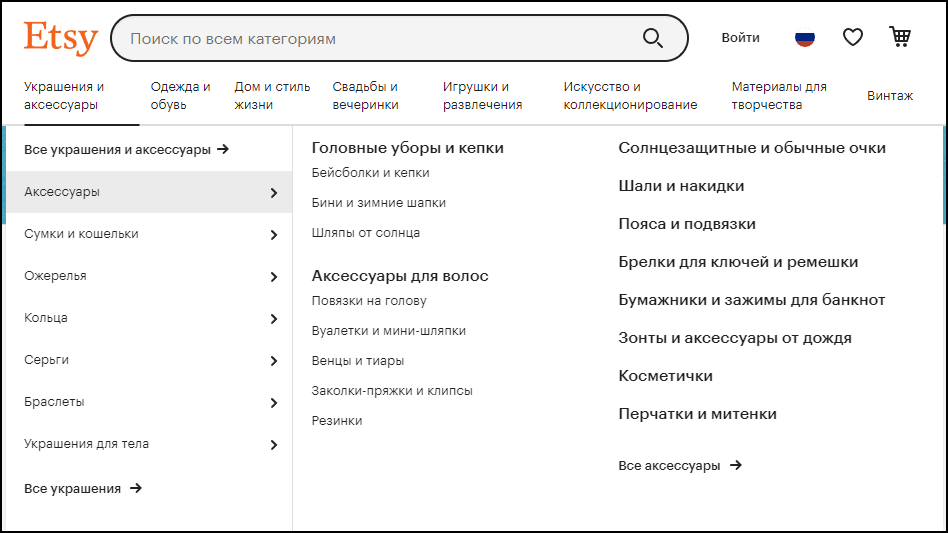 Etsy
Поиск по всем категориям
Войти
Украшения и
аксессуары
Одежда и
обувь
Дом и стиль
жизни
Свадьбы и
вечеринки
Игрушки и
развлечения
Искусство и
коллекционирование
Материалы для
творчества
Винтаж
Все украшения и аксессуары →
Аксессуары
Сумки и кошельки
Ожерелья
Кольца
Серьги
Браслеты
Украшения для тела
Все украшения →
Головные уборы и кепки
Бейсболки и кепки
Бини и зимние шапки
Шляпы от солнца
Аксессуары для волос
Повязки на голову
Вуалетки и мини-шляпки
Венцы и тиары
Заколки-пряжки и клипсы
Резинки
Солнцезащитные и обычные очки
Шали и накидки
Пояса и подвязки
Брелки для ключей и ремешки
Бумажники и зажимы для банкнот
Зонты и аксессуары от дождя
Косметички
Перчатки и митенки
Все аксессуары →